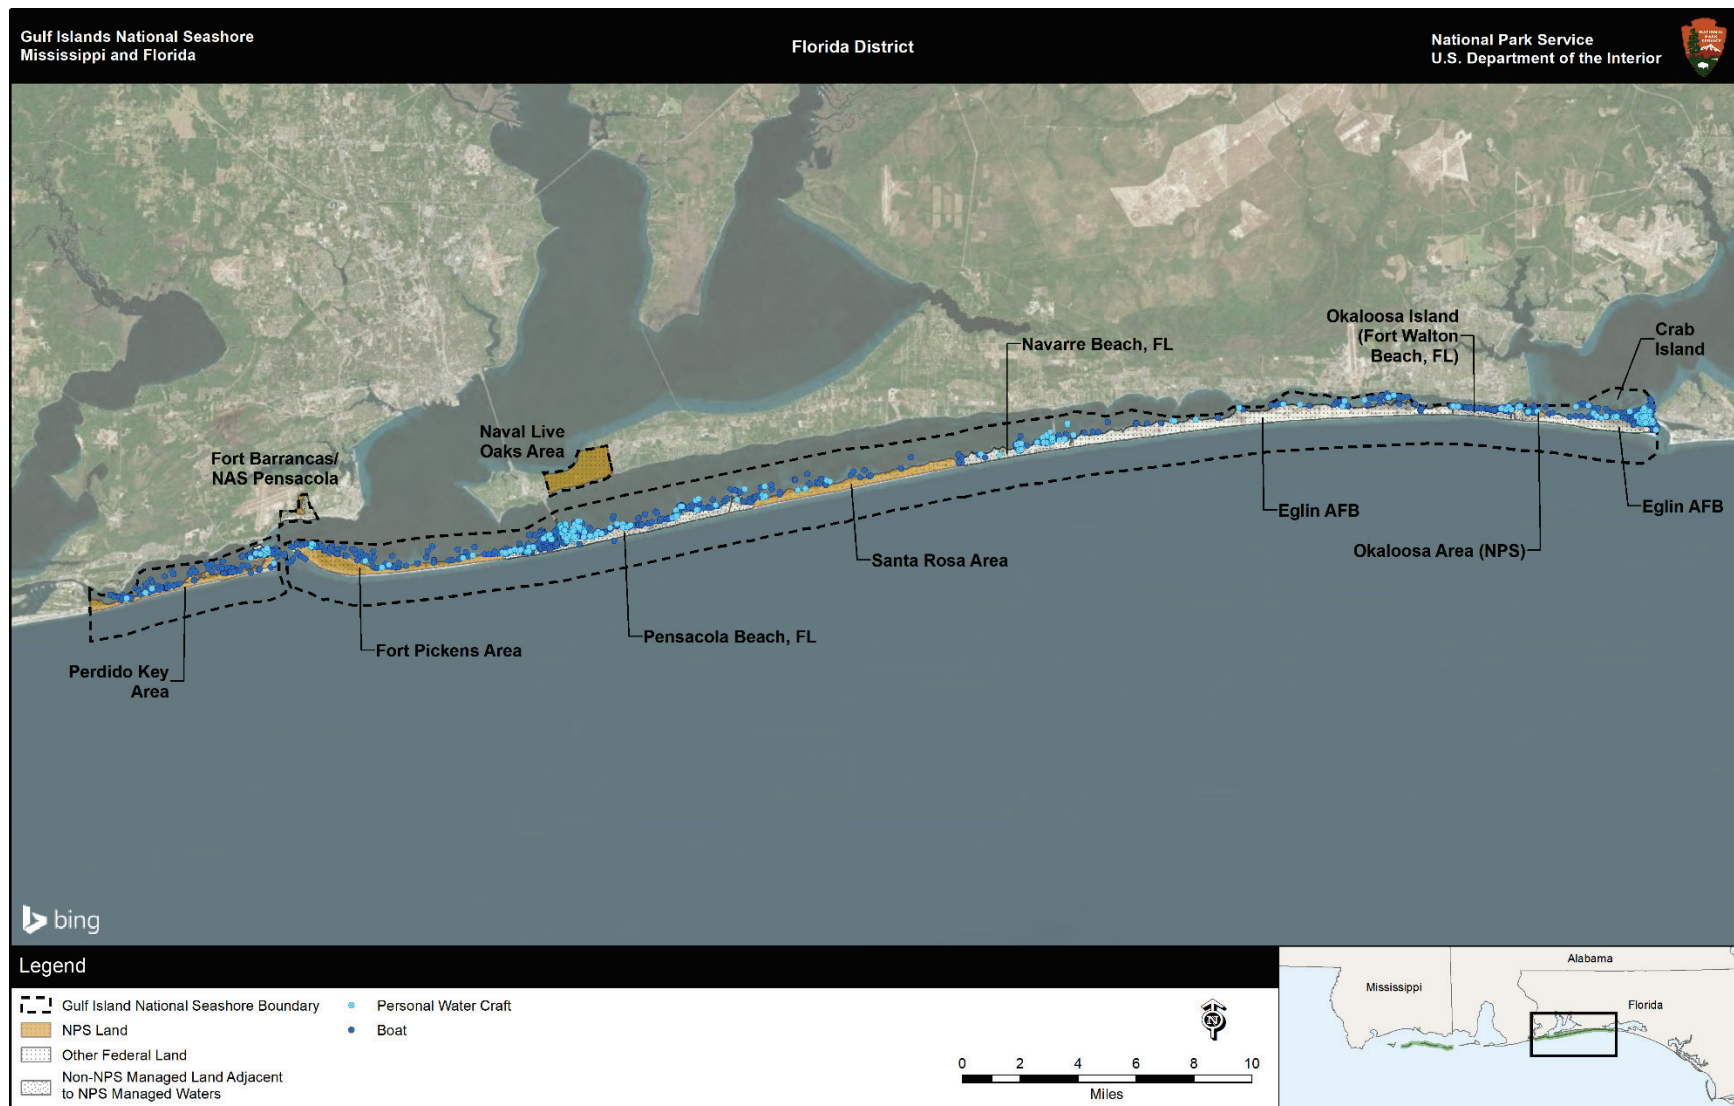 Gulf Islands National Seashore
Mississippi and Florida
Florida District
National Park Service
U.S. Department of the Interior
NATIONAL
PARK
SERVICE
Okaloosa Island
(Fort Walton
Beach, FL)
Crab
Island
Navarre Beach, FL
Naval Live
Oaks Area
Fort Barrancas/
NAS Pensacola
Eglin AFB
Eglin AFB
Okaloosa Area (NPS)
Santa Rosa Area
Pensacola Beach, FL
Fort Pickens Area
Perdido Key
Area
bing
Legend
Gulf Island National Seashore Boundary
NPS Land
Other Federal Land
Non-NPS Managed Land Adjacent
to NPS Managed Waters
Personal Water Craft
Boat
N
0 2 4 6 8 10
Miles
Alabama
Mississippi
Florida